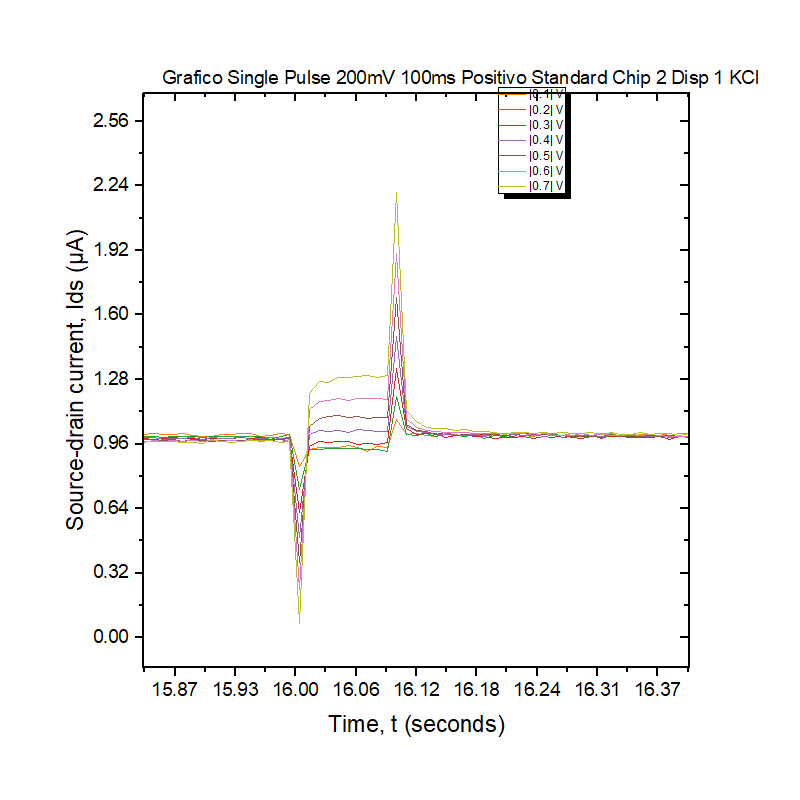 Grafico Single Pulse 200mV 100ms Positivo Standard Chip 2 Disp 1 KCl
|0.1| V
|0.2| V
|0.3| V
|0.4| V
|0.5| V
|0.6| V
|0.7| V
2.56
2.24
1.92
1.60
1.28
0.96
0.64
0.32
0.00
Source-drain current, Ids (µA)
15.87 15.93 16.00 16.06 16.12 16.18 16.24 16.31 16.37
Time, t (seconds)